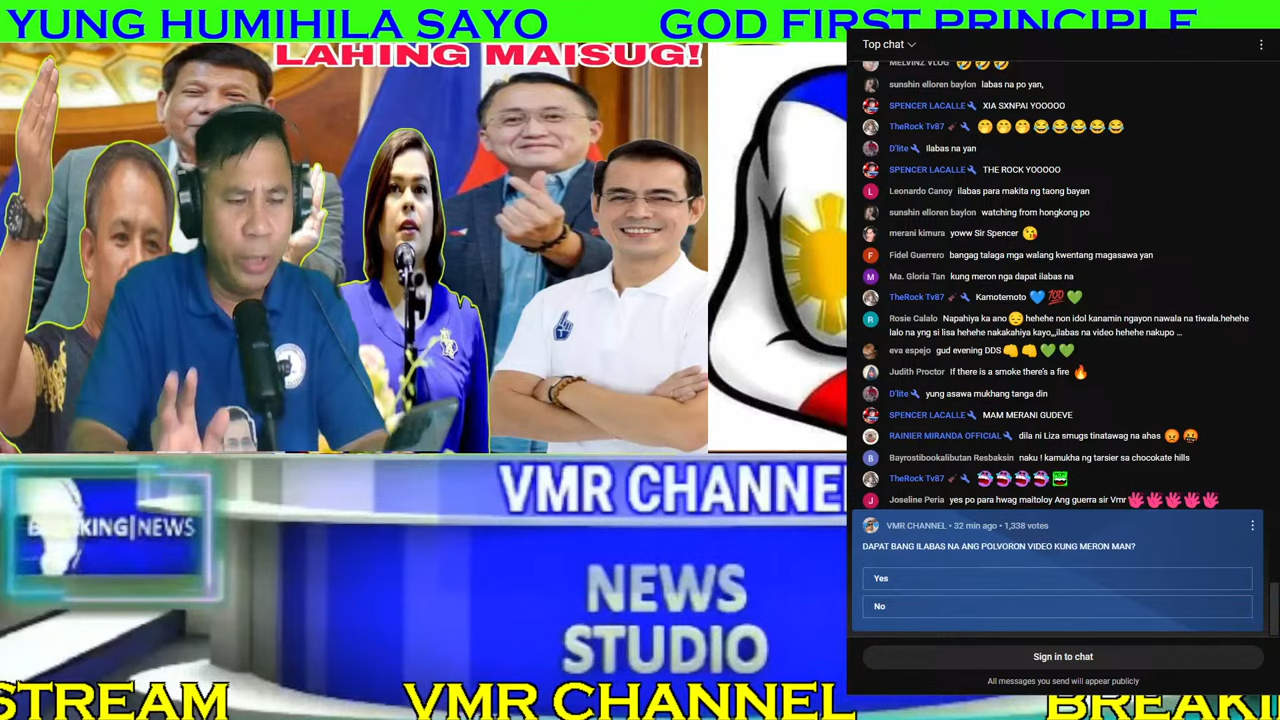 YUNG HUMIHILA SAYO GOD FIRST PRINCIPLE
LAHING MAISUG!
BREAKING|NEWS
VMR CHANNE
NEWS
STUDIO
STREAM VMR CHANNEL BREAKI
Top chat
MELVINZ VLOG 🤣🤣🤣
sunshin elloren baylon labas na po yan,
SPENCER LACALLE XIA SXNPAI YOOOOO
TheRock Tv87 🤭🤭🤭😂😂😂😂😂
D'lite Ilabas na yan
SPENCER LACALLE THE ROCK YOOOOO
Leonardo Canoy ilabas para makita ng taong bayan
sunshin elloren baylon watching from hongkong po
merani kimura yoww Sir Spencer 😘
Fidel Guerrero bangag talaga mga walang kwentang magasawa yan
Ma. Gloria Tan kung meron nga dapat ilabas na
TheRock Tv87 Kamotemoto 💙💯💚
Rosie Calalo Napahiya ka ano 😔 hehehe non idol kanamin ngayon nawala na tiwala.hehehe
lalo na yng si lisa hehehe nakakahiya kayo,,,ilabas na video hehehe nakupo ...
eva espejo gud evening DDS 👊👊💚💚
Judith Proctor If there is a smoke there's a fire 🔥
D'lite yung asawa mukhang tanga din
SPENCER LACALLE MAM MERANI GUDEVE
RAINIER MIRANDA OFFICIAL dila ni Liza smugs tinatawag na ahas 😡🤬
Bayrostibookalibutan Resbaksin naku ! kamukha ng tarsier sa chocokate hills
TheRock Tv87
Joseline Peria yes po para hwag maitoloy Ang guerra sir Vmr
VMR CHANNEL • 32 min ago • 1,338 votes
DAPAT BANG ILABAS NA ANG POLVORON VIDEO KUNG MERON MAN?
Yes
No
Sign in to chat
All messages you send will appear publicly